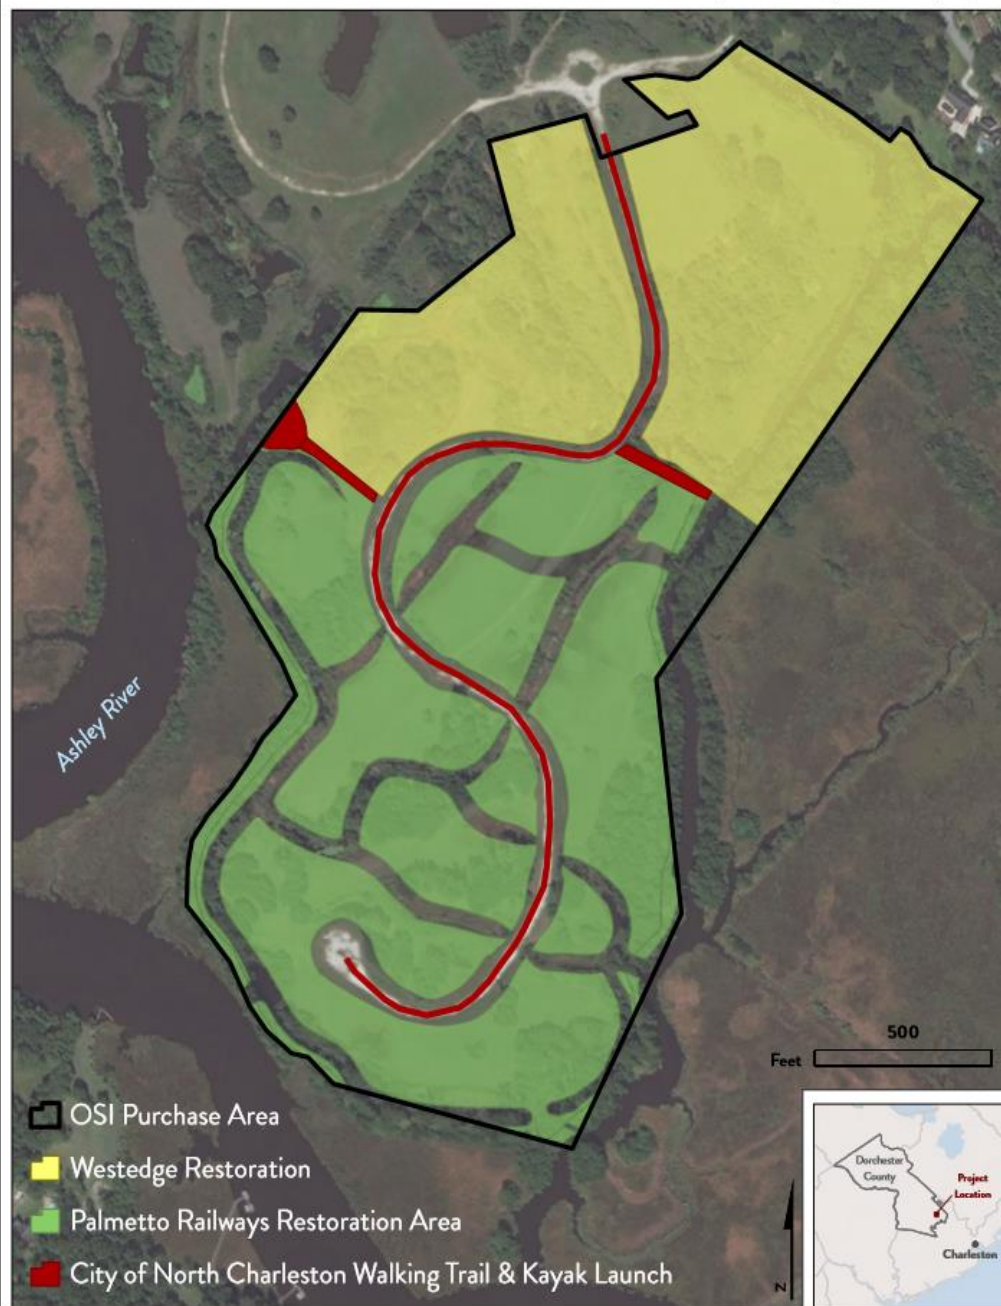 Ashley River
500
Feet
OSI Purchase Area
Westedge Restoration
Palmetto Railways Restoration Area
City of North Charleston Walking Trail & Kayak Launch
N
Dorchester
County
Project
Location
Charleston